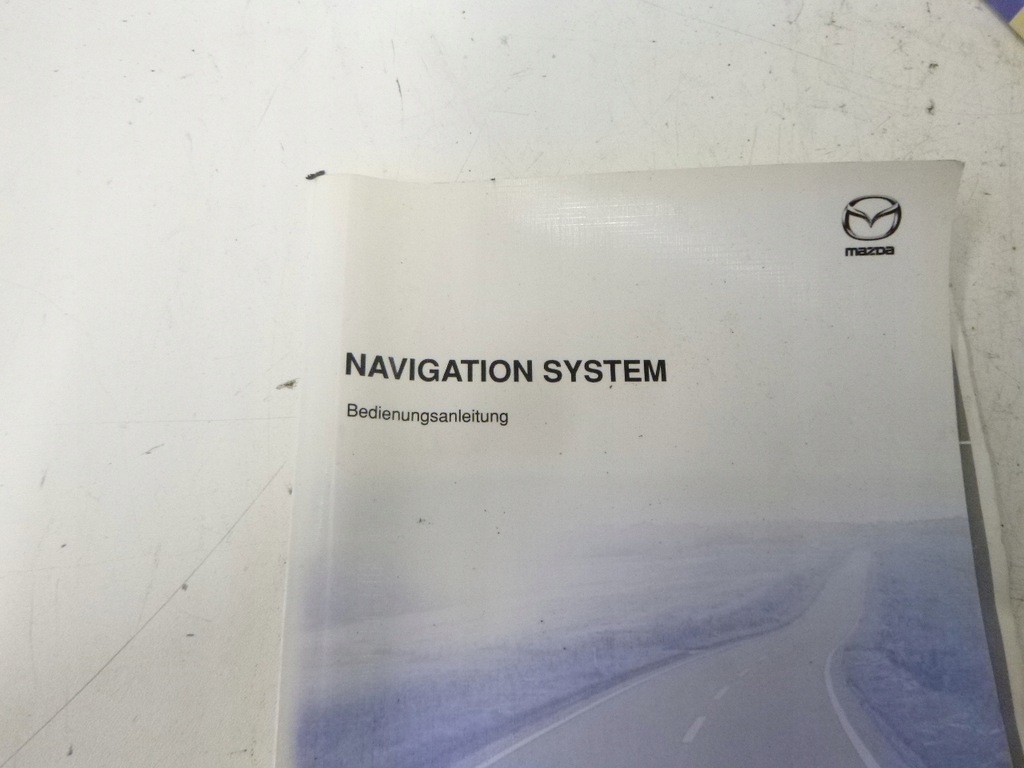 mazda
NAVIGATION SYSTEM
Bedienungsanleitung